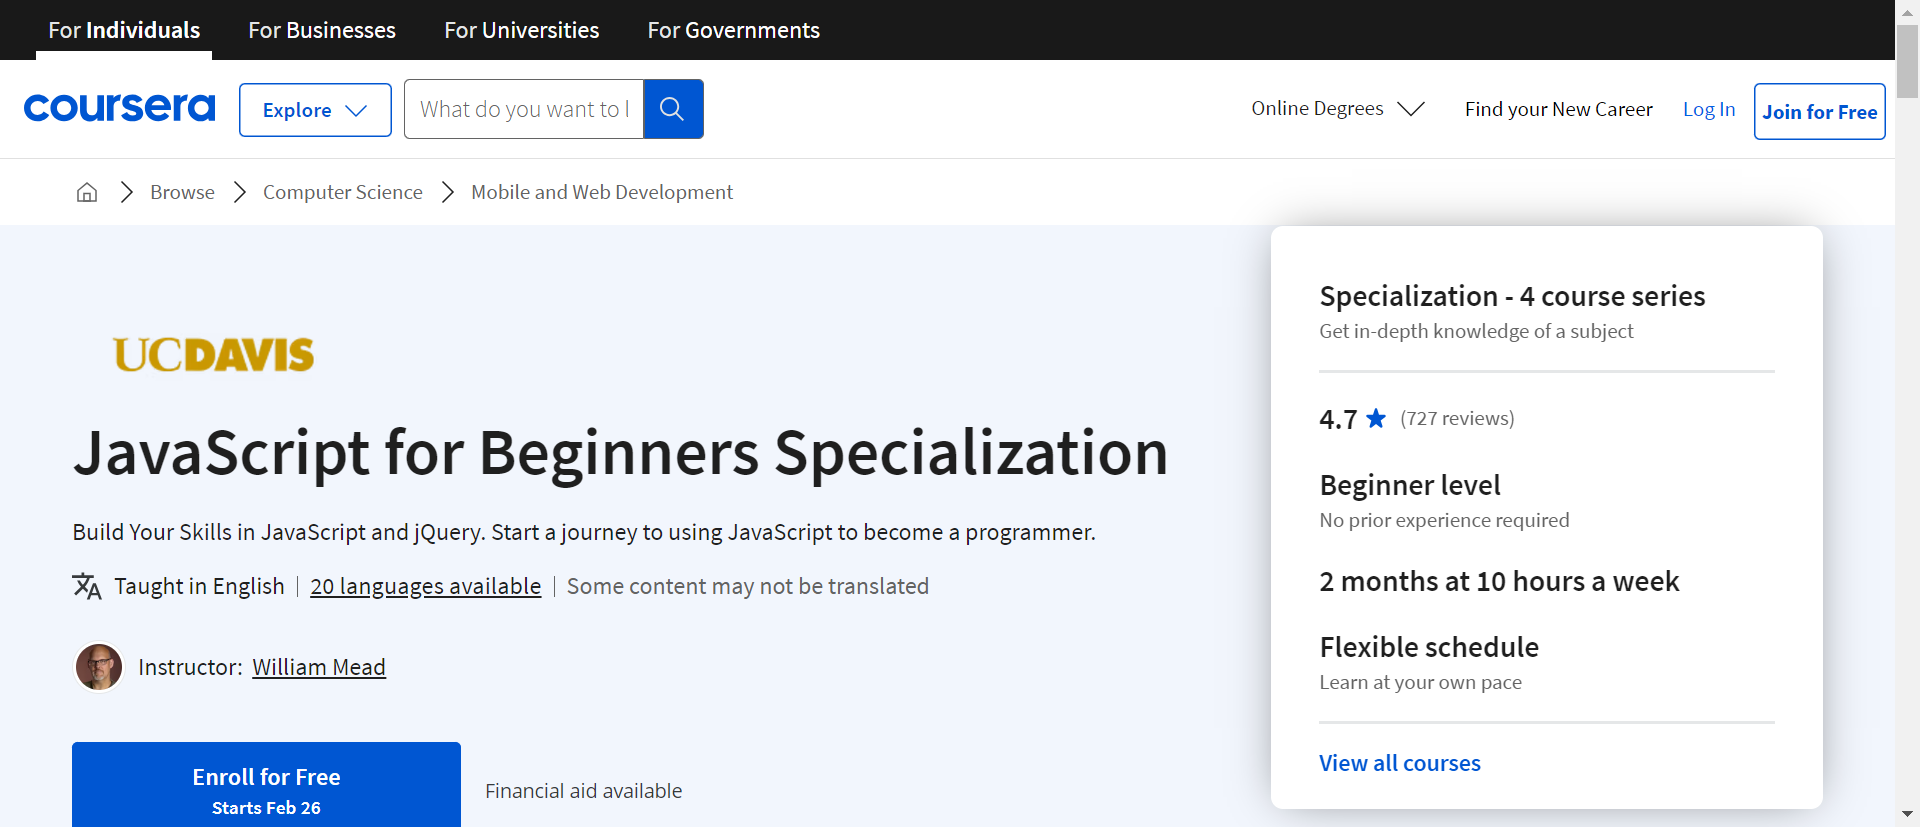 For Individuals For Businesses For Universities For Governments
coursera Explore What do you want to l Online Degrees Find your New Career Log In Join for Free
Browse Computer Science Mobile and Web Development
UCDAVIS
JavaScript for Beginners Specialization
Build Your Skills in JavaScript and jQuery. Start a journey to using JavaScript to become a programmer.
Taught in English 20 languages available Some content may not be translated
Instructor: William Mead
Enroll for Free
Starts Feb 26
Financial aid available
Specialization - 4 course series
Get in-depth knowledge of a subject
4.7 (727 reviews)
Beginner level
No prior experience required
2 months at 10 hours a week
Flexible schedule
Learn at your own pace
View all courses